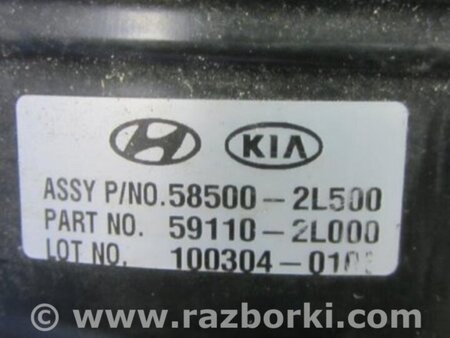 KIA
ASSY P/NO. 58500-2L500
PART NO. 59110-2L000
LOT NO. 100304-010
© www.razborki.com